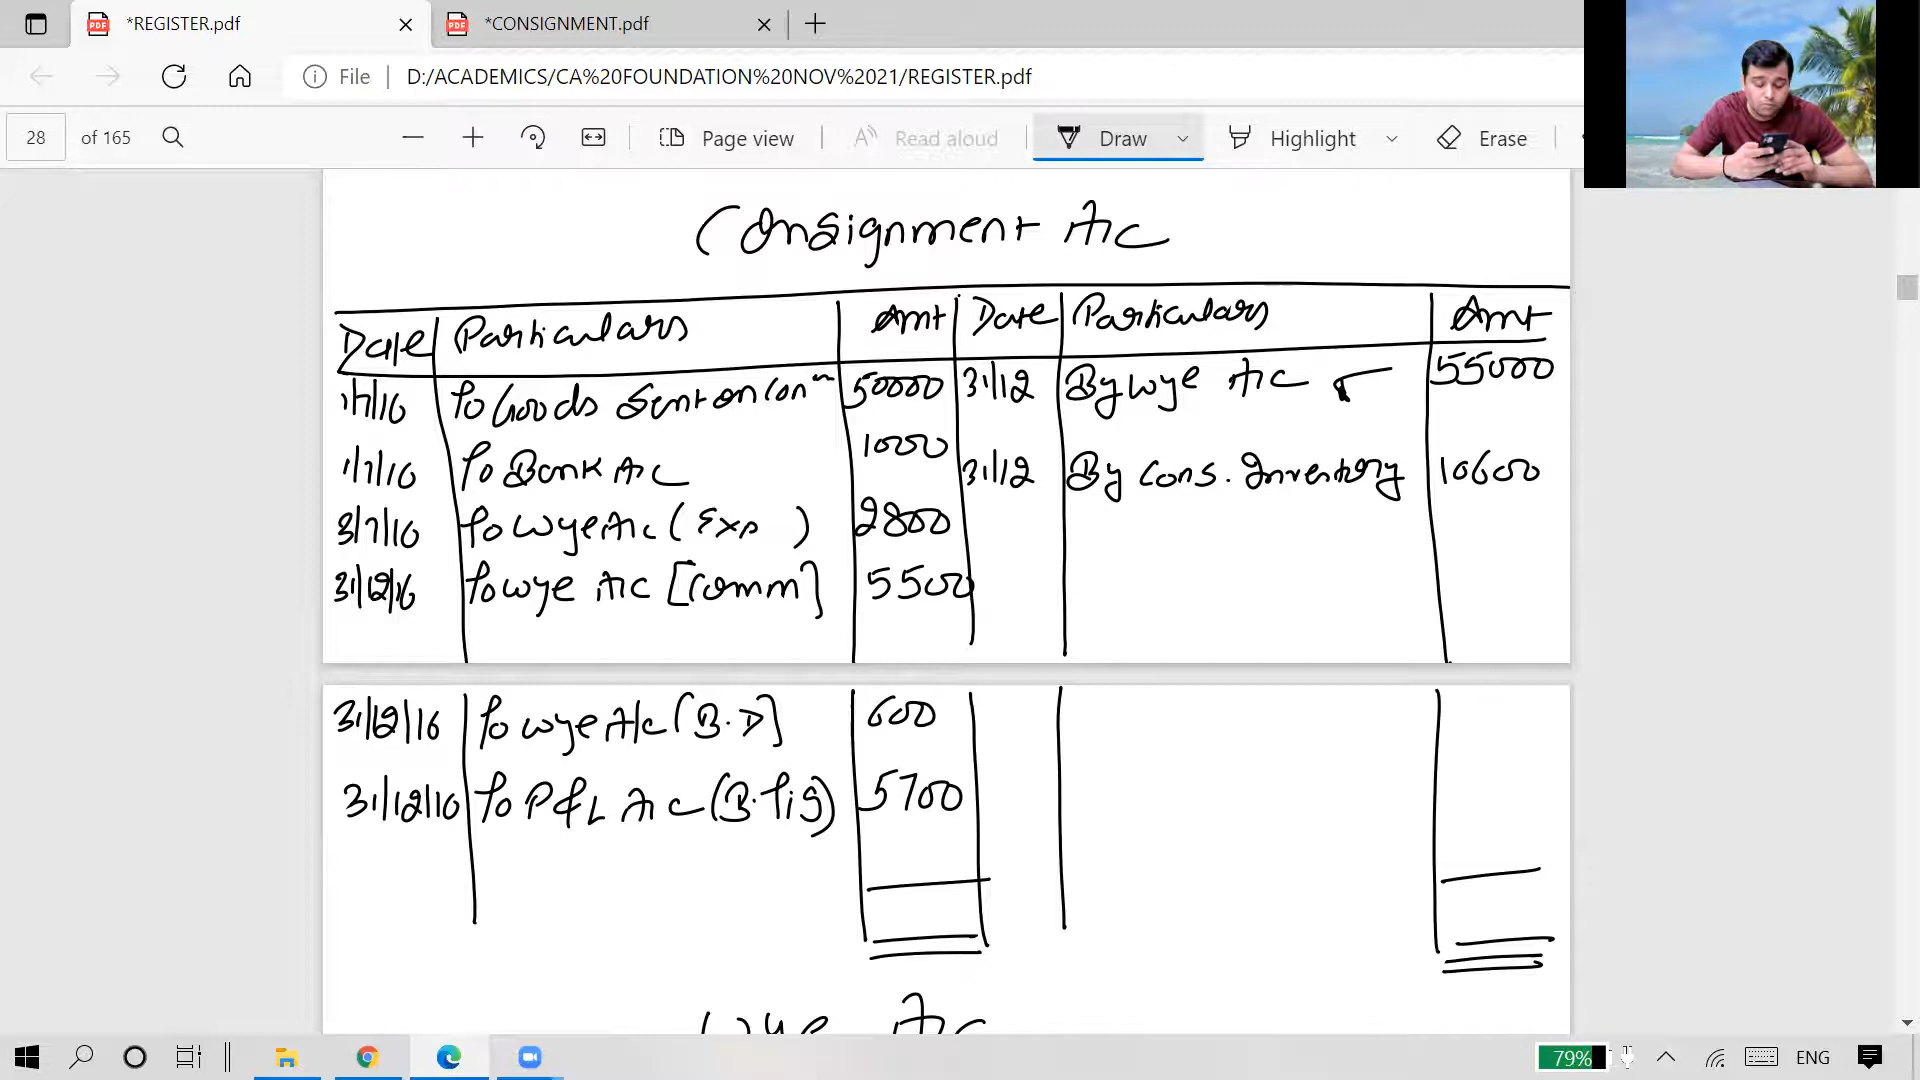 *REGISTER.pdf
*CONSIGNMENT.pdf
File
D:/ACADEMICS/CA%20FOUNDATION%20NOV%2021/REGISTER.pdf
28 of 165
Page view
Read aloud
Draw
Highlight
Erase
Consignment A/c
Date Particulars Amt Date Particulars Amt
1/7/16 To Goods Sent on Conm 50000 31/12 By Wye A/c 55000
1/7/16 To Bank A/c 1000 31/12 By Cons. Inventory 10600
3/7/16 To Wye A/c (Exp) 2800
31/12/16 To Wye A/c [Comm] 5500
31/12/16 To Wye A/c (B.D] 600
31/12/16 To P&L A/c (B.fig) 5700
Wye A/c
79%
ENG